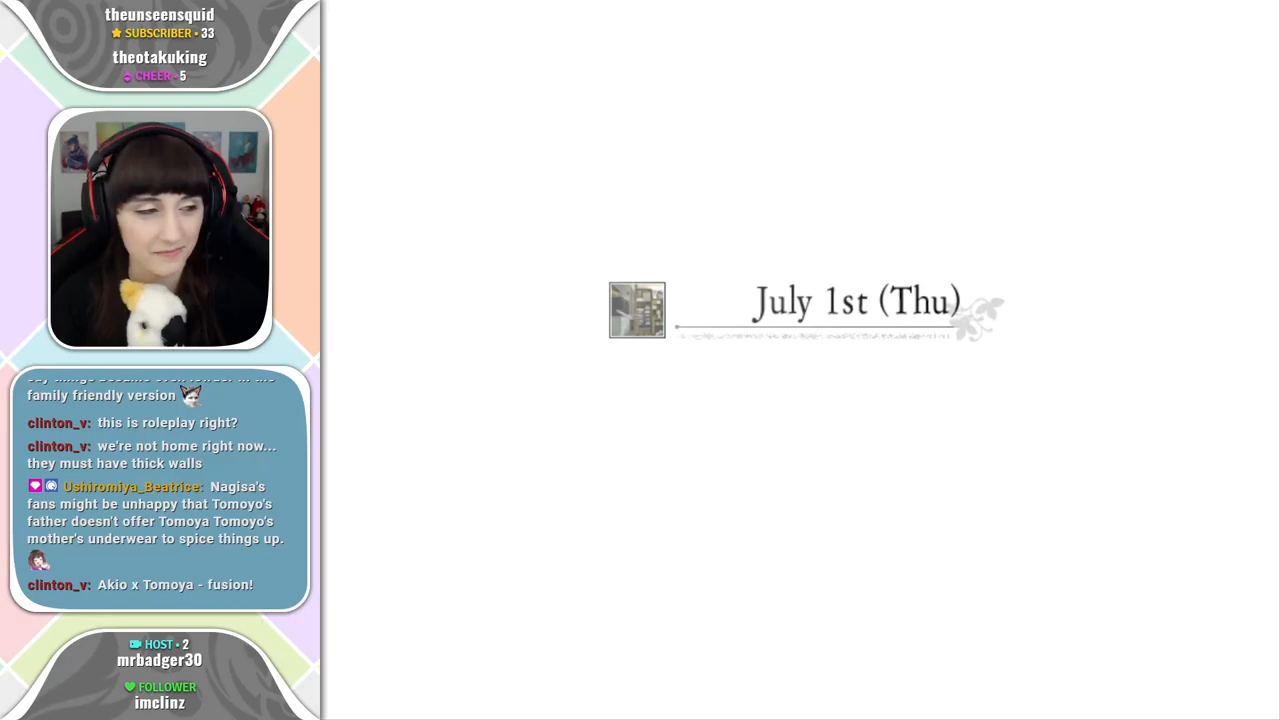 theunseensquid
SUBSCRIBER • 33
theotakuking
CHEER • 5
family friendly version
clinton_v: this is roleplay right?
clinton_v: we're not home right now...
they must have thick walls
Ushiromiya_Beatrice: Nagisa's
fans might be unhappy that Tomoyo's
father doesn't offer Tomoya Tomoyo's
mother's underwear to spice things up.
clinton_v: Akio x Tomoya - fusion!
HOST • 2
mrbadger30
FOLLOWER
imclinz
July 1st (Thu)